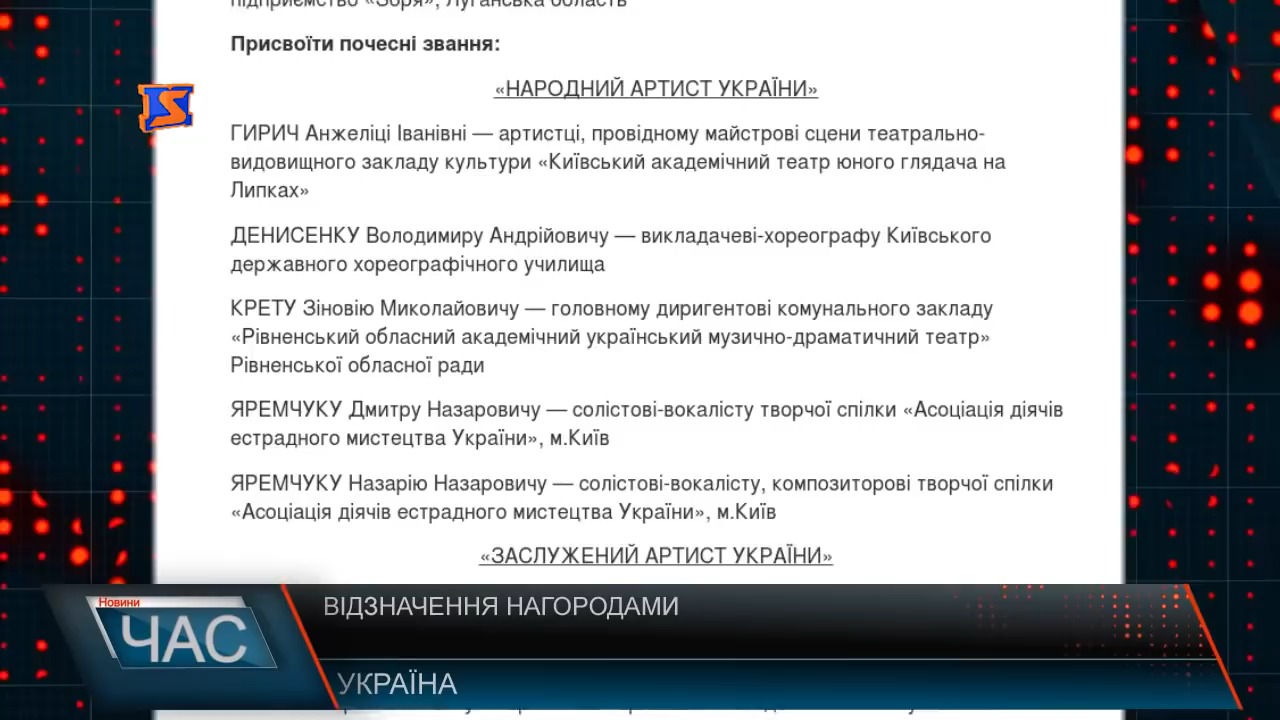 підприємство «Зоря», Луганська область
Присвоїти почесні звання:
«НАРОДНИЙ АРТИСТ УКРАЇНИ»
ГИРИЧ Анжеліці Іванівні — артистці, провідному майстрові сцени театрально-
видовищного закладу культури «Київський академічний театр юного глядача на
Липках»
ДЕНИСЕНКУ Володимиру Андрійовичу — викладачеві-хореографу Київського
державного хореографічного училища
КРЕТУ Зіновію Миколайовичу — головному диригентові комунального закладу
«Рівненський обласний академічний український музично-драматичний театр»
Рівненської обласної ради
ЯРЕМЧУКУ Дмитру Назаровичу — солістові-вокалісту творчої спілки «Асоціація діячів
естрадного мистецтва України», м.Київ
ЯРЕМЧУКУ Назарію Назаровичу — солістові-вокалісту, композиторові творчої спілки
«Асоціація діячів естрадного мистецтва України», м.Київ
«ЗАСЛУЖЕНИЙ АРТИСТ УКРАЇНИ»
Новини
ЧАС
ВІДЗНАЧЕННЯ НАГОРОДАМИ
УКРАЇНА